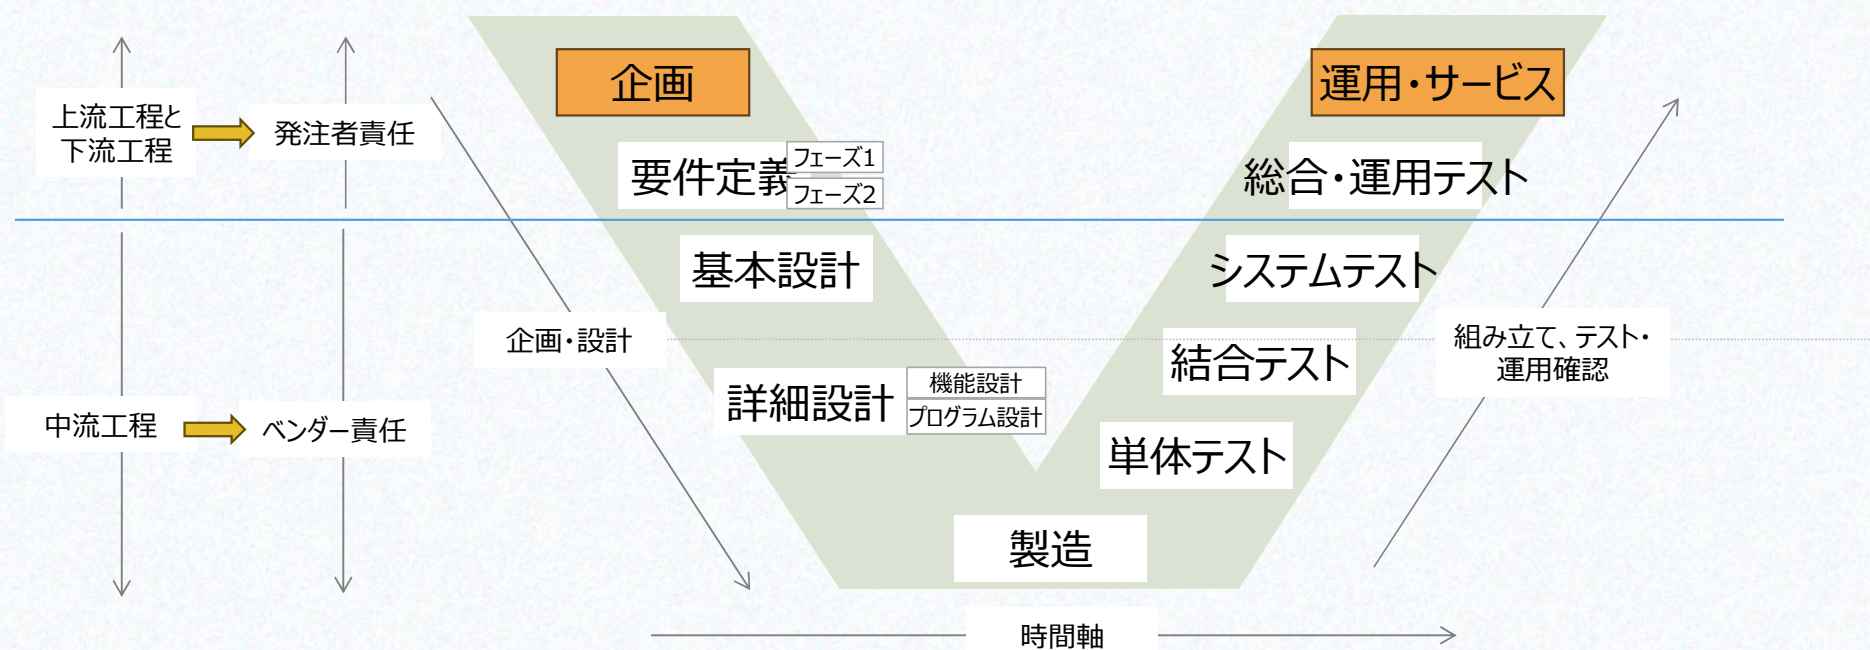 企画
運用・サービス
上流工程と
下流工程
発注者責任
要件定義
フェーズ1
フェーズ2
総合・運用テスト
基本設計
システムテスト
企画・設計
結合テスト
組み立て、テスト・
運用確認
詳細設計
機能設計
プログラム設計
中流工程
ベンダー責任
単体テスト
製造
時間軸